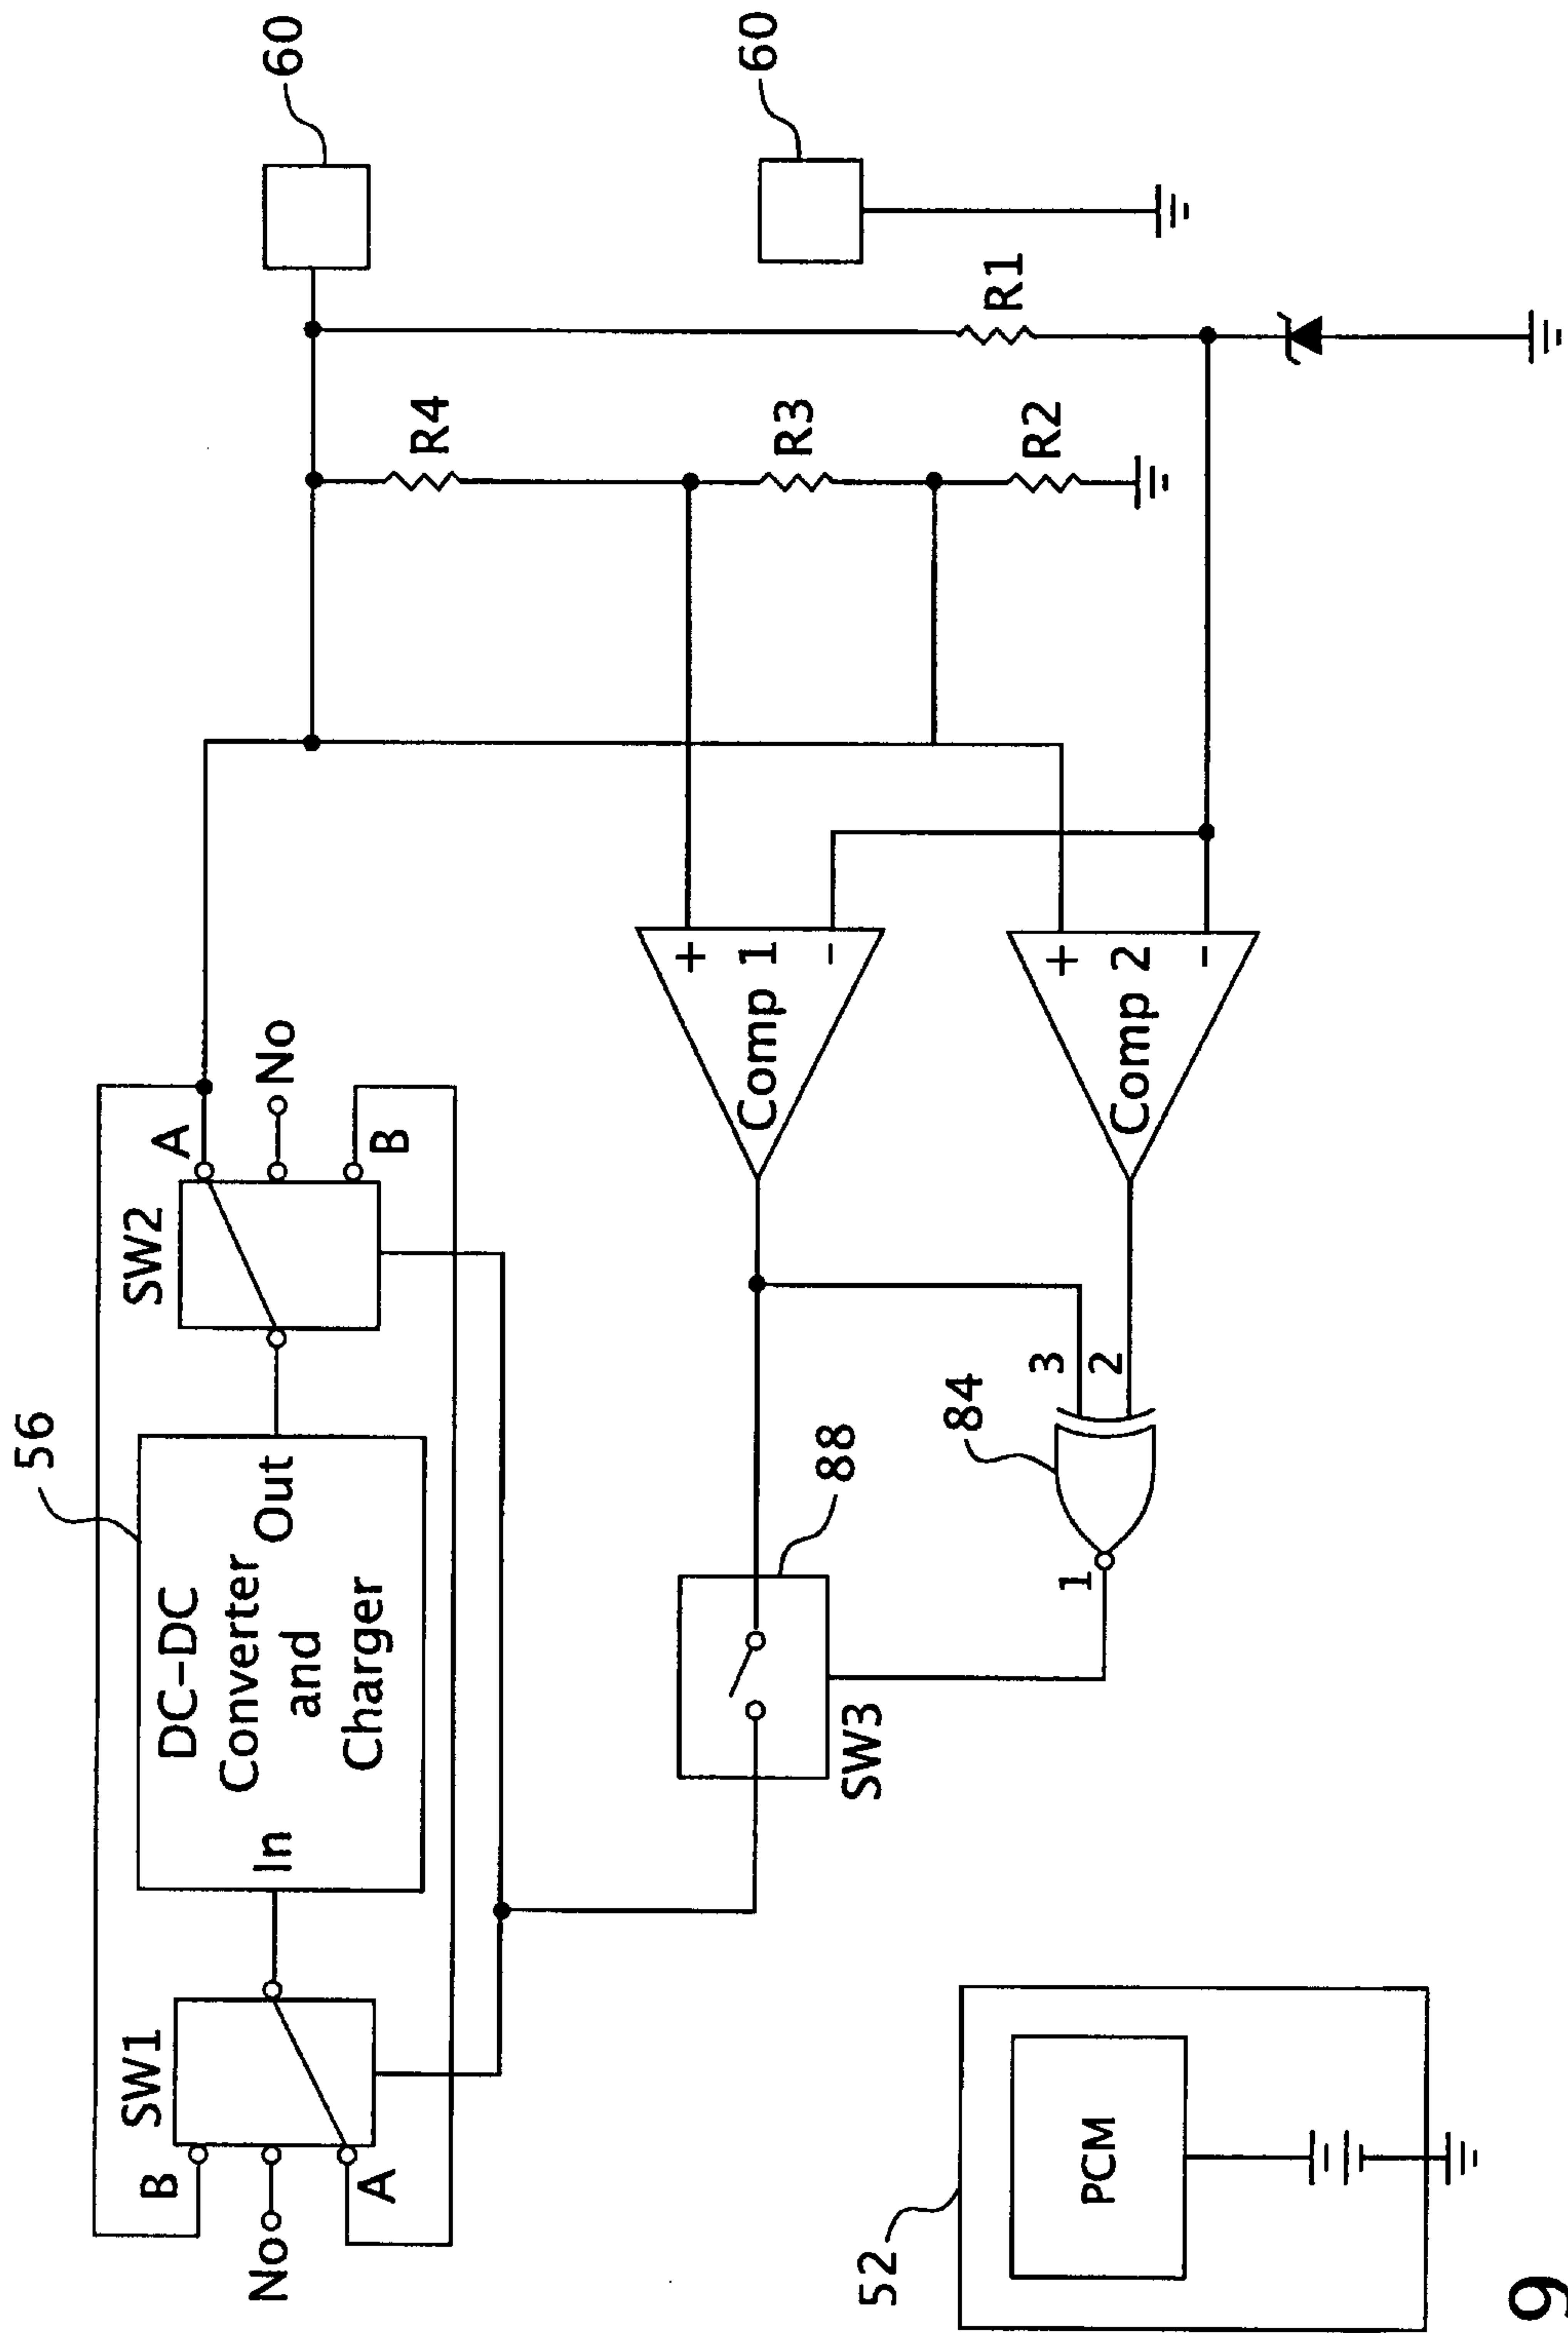 56
SW1
SW2
B
A
DC-DC
Converter
and
Charger
In
Out
No
No
A
B
60
R4
60
+
Comp 1
-
R3
88
SW3
52
PCM
84
3
2
1
+
Comp 2
-
R2
R1
9